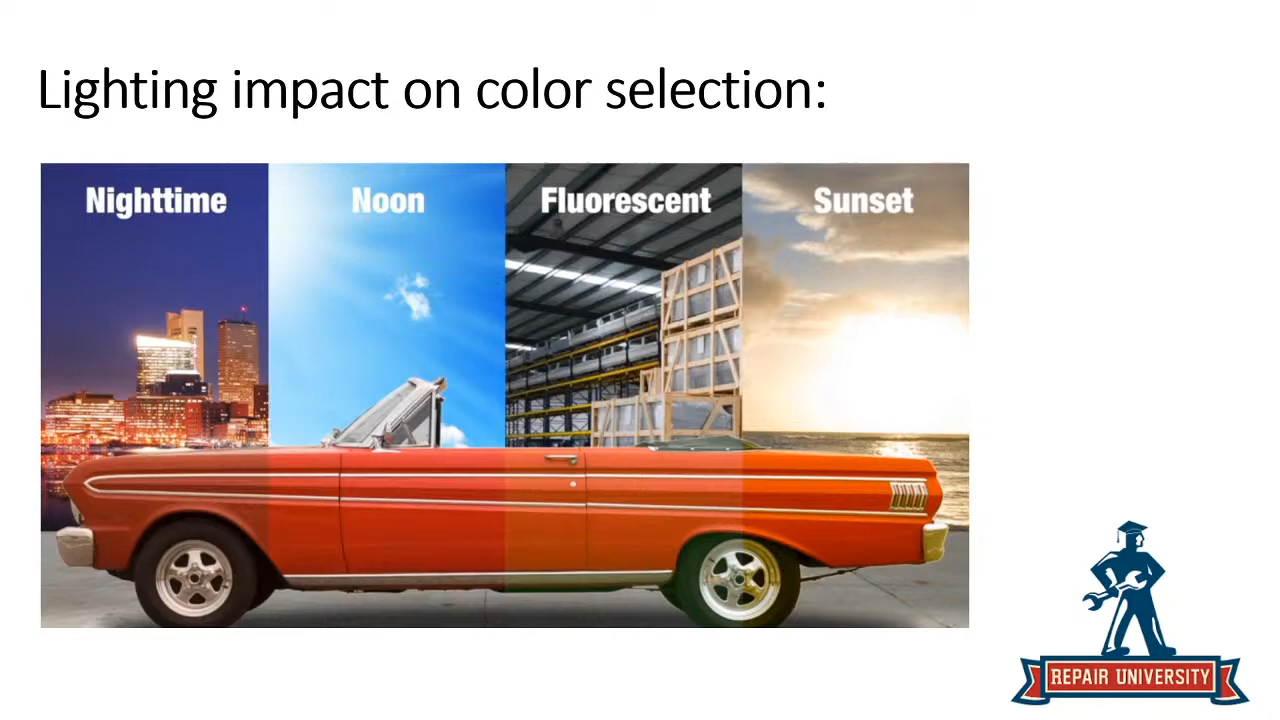 Lighting impact on color selection:
Nighttime
Noon
Fluorescent
Sunset
REPAIR UNIVERSITY